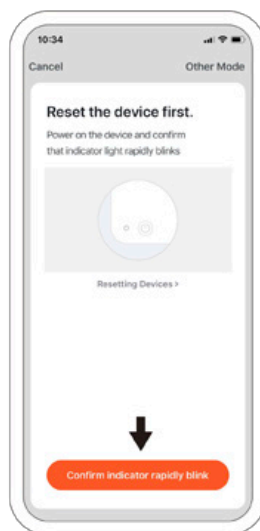 10:34
Cancel Other Mode
Reset the device first.
Power on the device and confirm
that indicator light rapidly blinks
Resetting Devices >
Confirm indicator rapidly blink